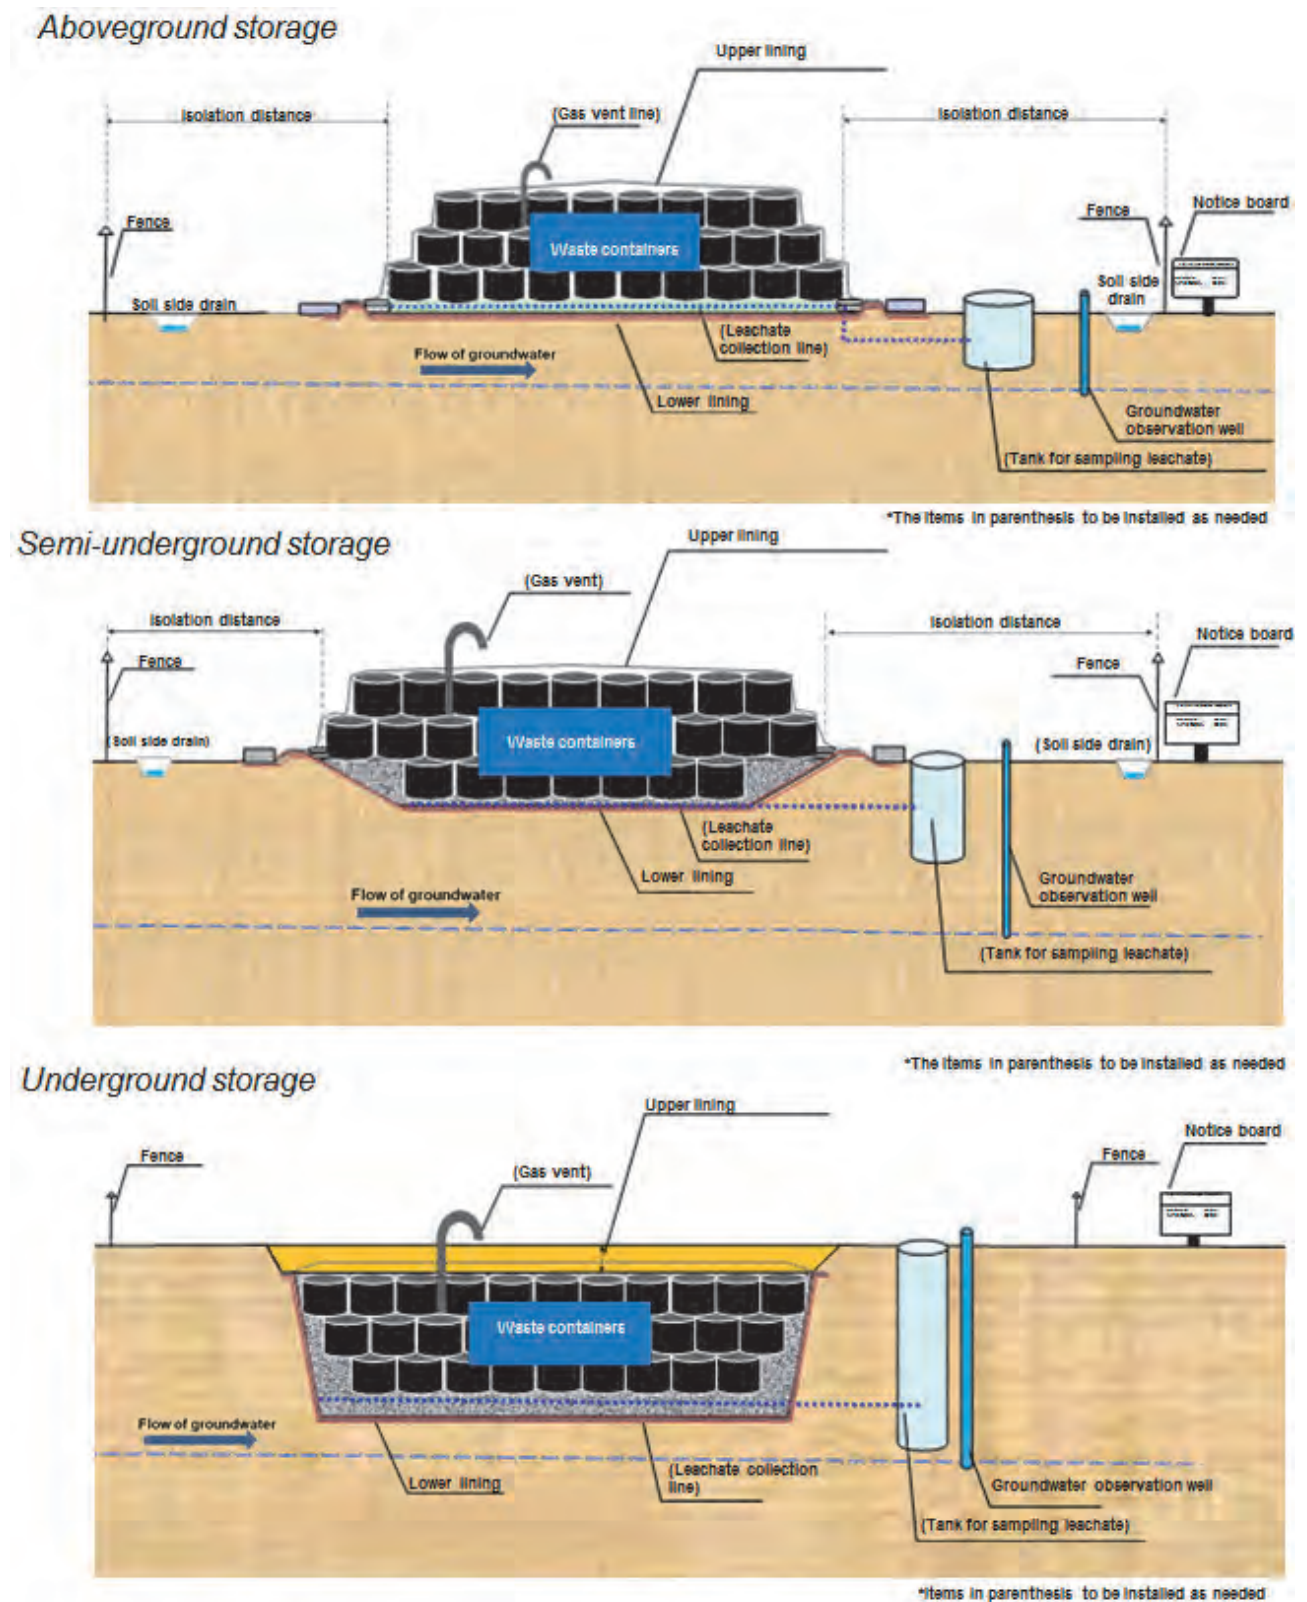 Aboveground storage
Upper lining
Isolation distance
(Gas vent line)
Isolation distance
Fence
Fence
Notice board
Waste containers
Soil side drain
Soil side
drain
(Leachate
collection line)
Flow of groundwater
Lower lining
Groundwater
observation well
(Tank for sampling leachate)
*The items in parenthesis to be installed as needed
Semi-underground storage
Upper lining
(Gas vent)
Isolation distance
Isolation distance
Notice board
Fence
Fence
Waste containers
(Soil side drain)
(Soil side drain)
(Leachate
collection line)
Lower lining
Flow of groundwater
Groundwater
observation well
(Tank for sampling leachate)
*The items in parenthesis to be installed as needed
Underground storage
Upper lining
Notice board
Fence
Fence
(Gas vent)
Waste containers
Flow of groundwater
Lower lining
(Leachate collection
line)
Groundwater observation well
(Tank for sampling leachate)
*Items in parenthesis to be installed as needed